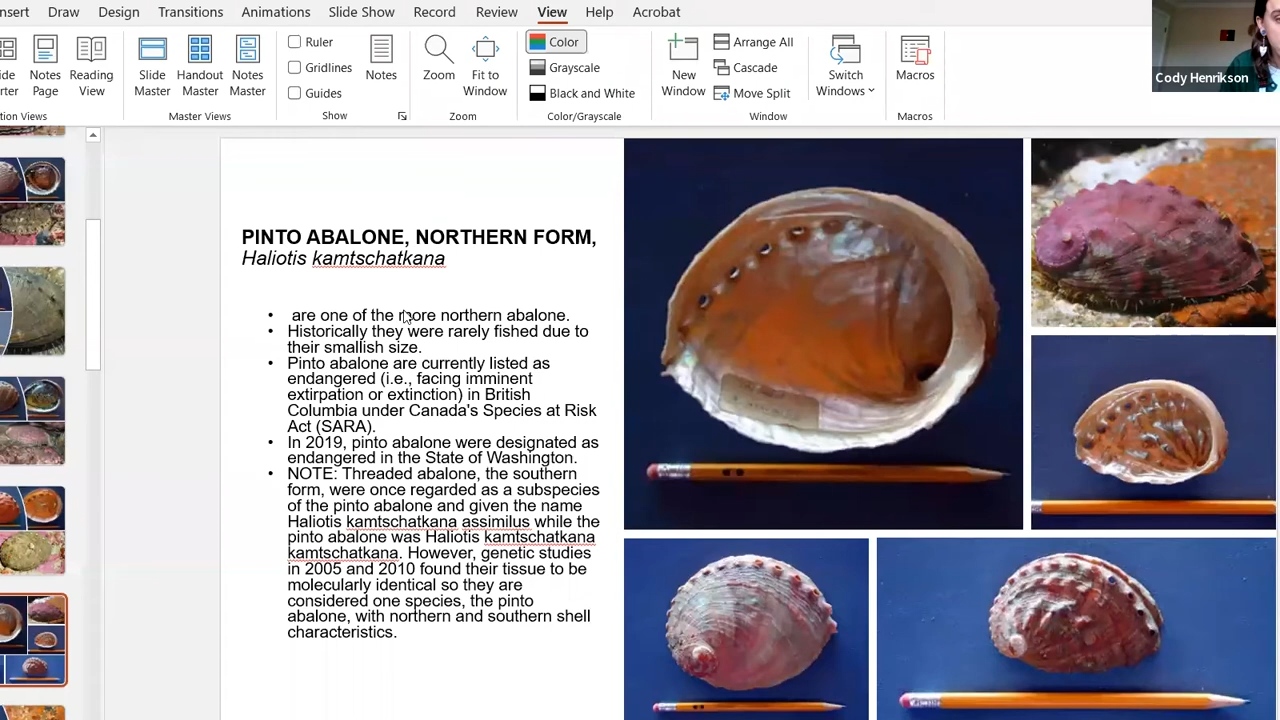 nsert Draw Design Transitions Animations Slide Show Record Review View Help Acrobat
Ruler
Gridlines
Guides
Notes Page
Reading View
Slide Master
Handout Master
Notes Master
Notes
Zoom
Fit to Window
Color
Grayscale
Black and White
New Window
Arrange All
Cascade
Move Split
Switch Windows
Macros
tion Views
Master Views
Show
Zoom
Color/Grayscale
Window
Macros
Cody Henrikson
PINTO ABALONE, NORTHERN FORM,
Haliotis kamtschatkana
• are one of the more northern abalone.
• Historically they were rarely fished due to
their smallish size.
• Pinto abalone are currently listed as
endangered (i.e., facing imminent
extirpation or extinction) in British
Columbia under Canada's Species at Risk
Act (SARA).
• In 2019, pinto abalone were designated as
endangered in the State of Washington.
• NOTE: Threaded abalone, the southern
form, were once regarded as a subspecies
of the pinto abalone and given the name
Haliotis kamtschatkana assimilus while the
pinto abalone was Haliotis kamtschatkana
kamtschatkana. However, genetic studies
in 2005 and 2010 found their tissue to be
molecularly identical so they are
considered one species, the pinto
abalone, with northern and southern shell
characteristics.